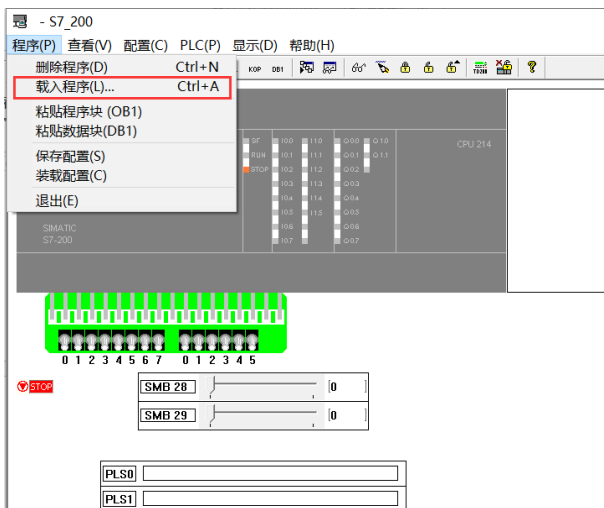 - S7_200
程序(P) 查看(V) 配置(C) PLC(P) 显示(D) 帮助(H)
删除程序(D) Ctrl+N
KOP DB1
载入程序(L)... Ctrl+A
粘贴程序块 (OB1)
粘贴数据块(DB1)
保存配置(S)
装载配置(C)
退出(E)
SF I0.0 I1.0 Q0.0 Q1.0 CPU 214
RUN I0.1 I1.1 Q0.1 Q1.1
STOP I0.2 I1.2 Q0.2
I0.3 I1.3 Q0.3
I0.4 I1.4 Q0.4
I0.5 I1.5 Q0.5
I0.6 Q0.6
I0.7 Q0.7
SIMATIC
S7-200
0 1 2 3 4 5 6 7 0 1 2 3 4 5
STOP
SMB 28 [0 ]
SMB 29 [0 ]
PLS0
PLS1